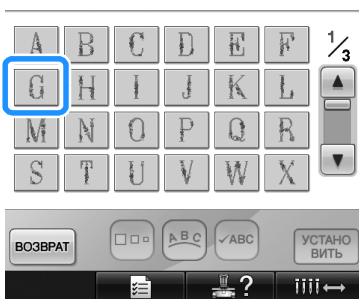 A B C D E F
1/3
G H I J K L
M N O P Q R
S T U V W X
ВОЗВРАТ
ABC
✓ABC
УСТАНО
ВИТЬ
?